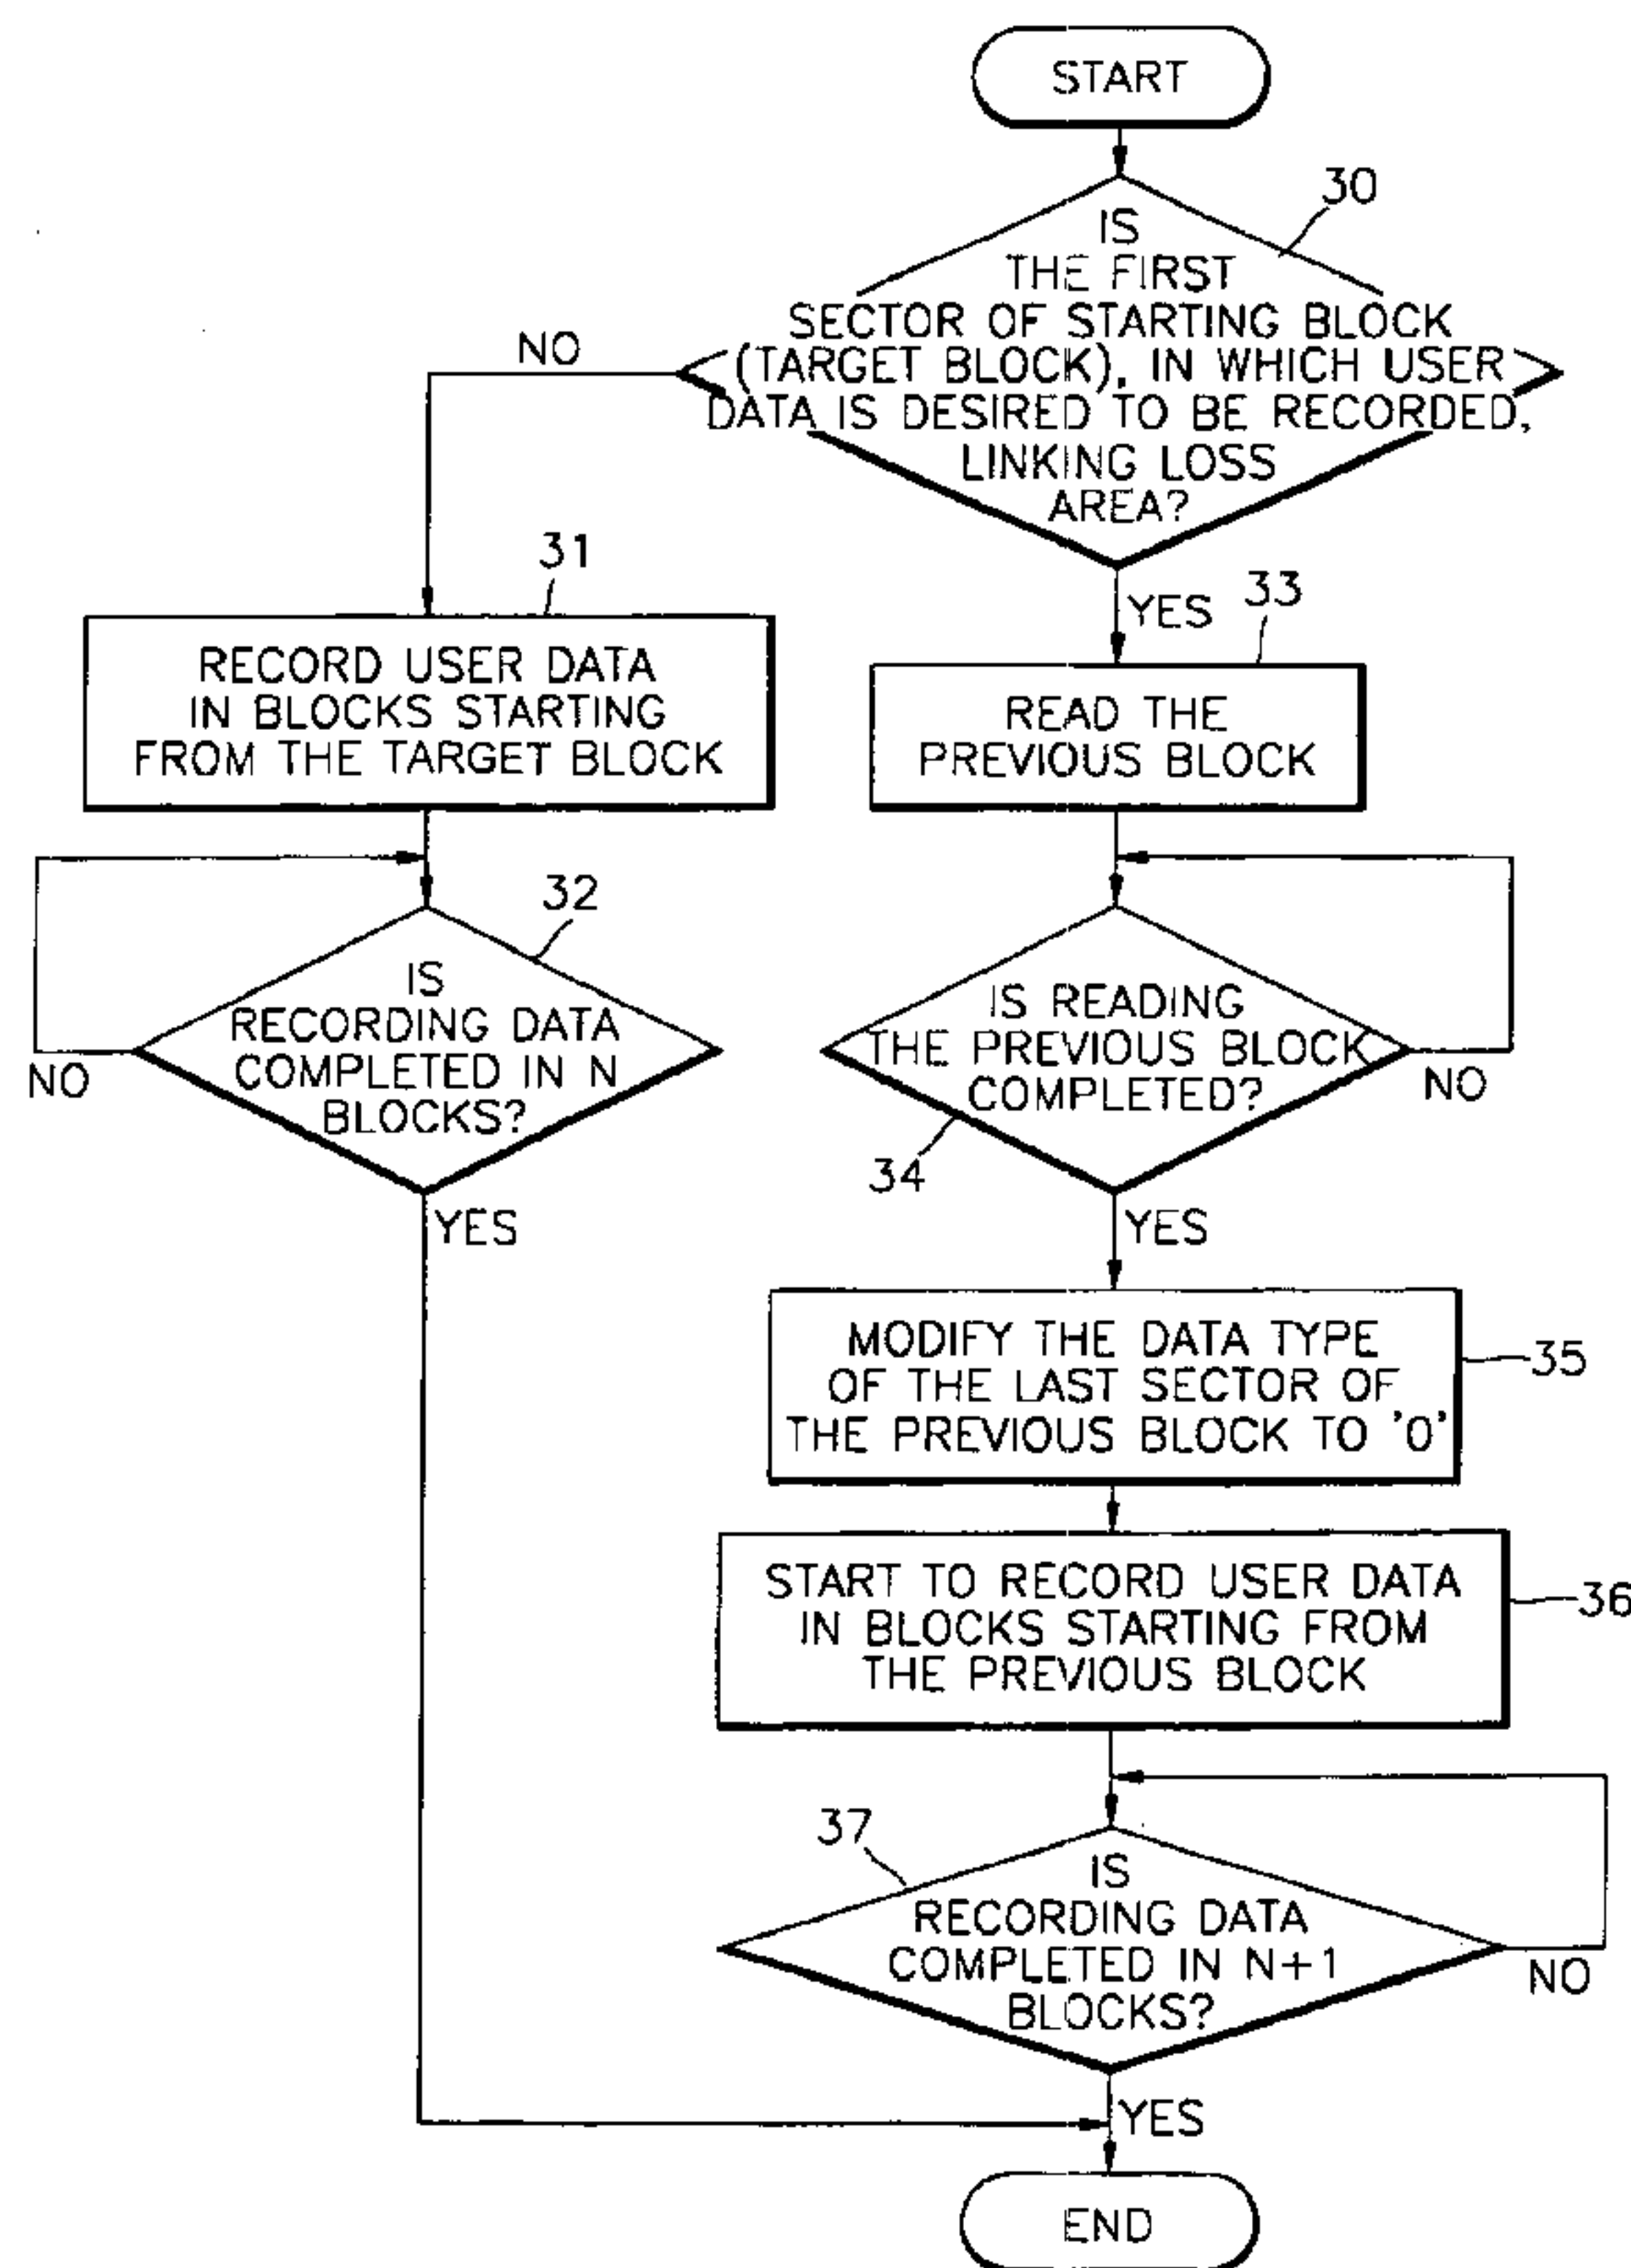 START
30
IS
THE FIRST
SECTOR OF STARTING BLOCK
(TARGET BLOCK), IN WHICH USER
DATA IS DESIRED TO BE RECORDED,
LINKING LOSS
AREA?
NO
YES
31
RECORD USER DATA
IN BLOCKS STARTING
FROM THE TARGET BLOCK
33
READ THE
PREVIOUS BLOCK
32
IS
RECORDING DATA
COMPLETED IN N
BLOCKS?
NO
YES
IS READING
THE PREVIOUS BLOCK
COMPLETED?
NO
34
YES
MODIFY THE DATA TYPE
OF THE LAST SECTOR OF
THE PREVIOUS BLOCK TO '0'
35
START TO RECORD USER DATA
IN BLOCKS STARTING FROM
THE PREVIOUS BLOCK
36
37
IS
RECORDING DATA
COMPLETED IN N+1
BLOCKS?
NO
YES
END